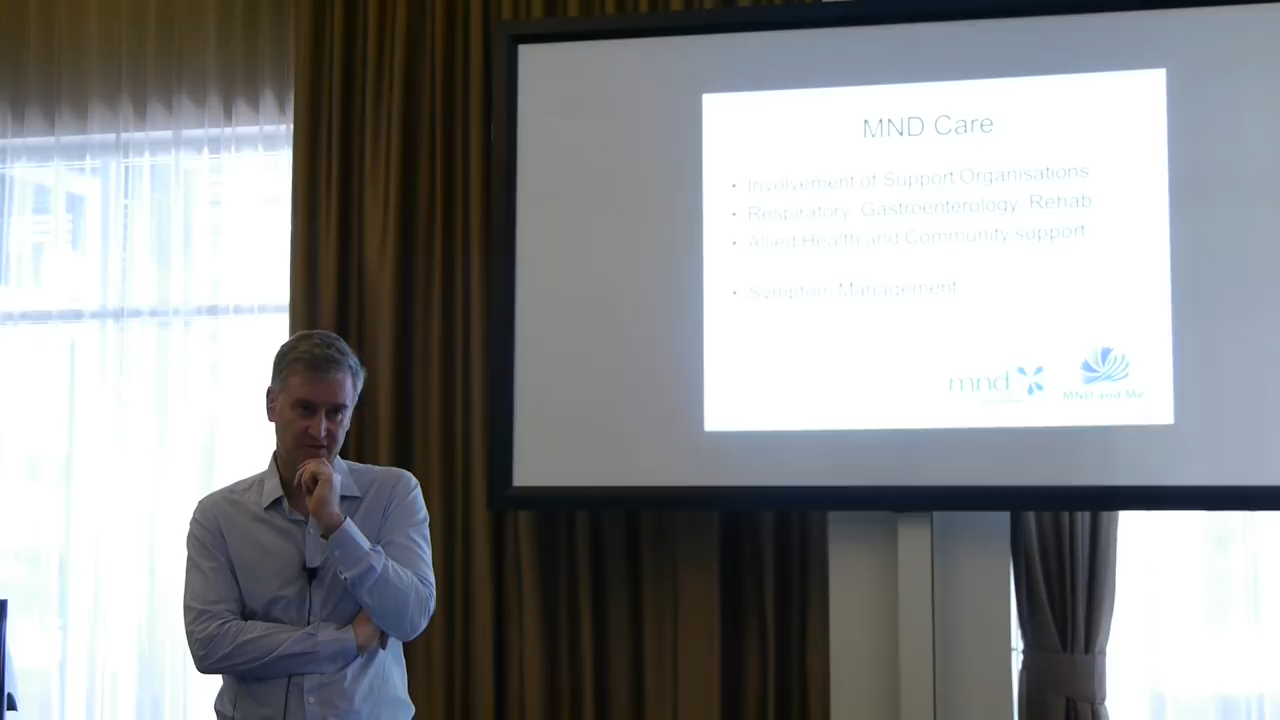 MND Care
• Involvement of Support Organisations
• Respiratory, Gastroenterology, Rehab
• Allied Health and Community support
• Symptom Management
mnd
MND and Me